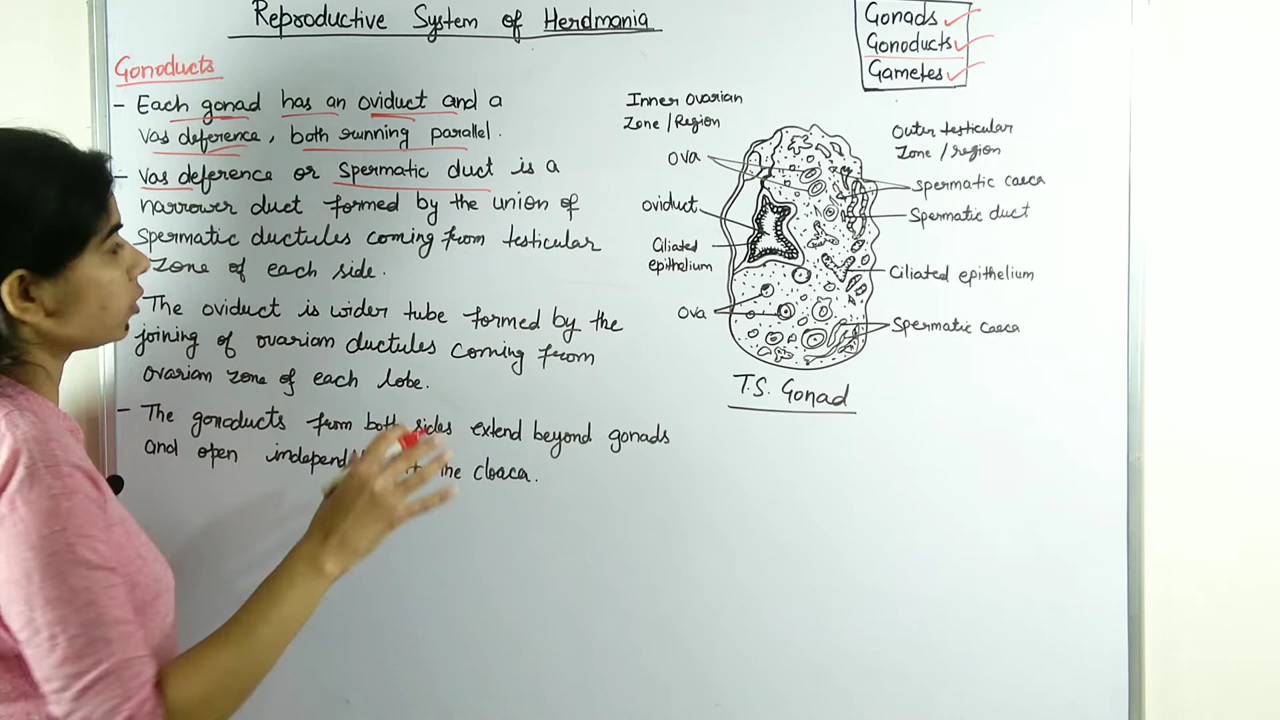 Reproductive System of Herdmania
Gonads
Gonoducts
Gametes
Gonoducts
- Each gonad has an oviduct and a
Vas deference, both running parallel.
- Vas deference or Spermatic duct is a
narrower duct formed by the union of
Spermatic ductules coming from testicular
Zone of each side.
The oviduct is wider tube formed by the
joining of ovarian ductules coming from
ovarian zone of each lobe.
- The gonoducts from both sides extend beyond gonads
and open the cloaca.
Inner ovarian
Zone / Region
Ova
oviduct
Ciliated
epithelium
Ova
Outer testicular
Zone / region
Spermatic caeca
Spermatic duct
Ciliated epithelium
Spermatic caeca
T.S. Gonad